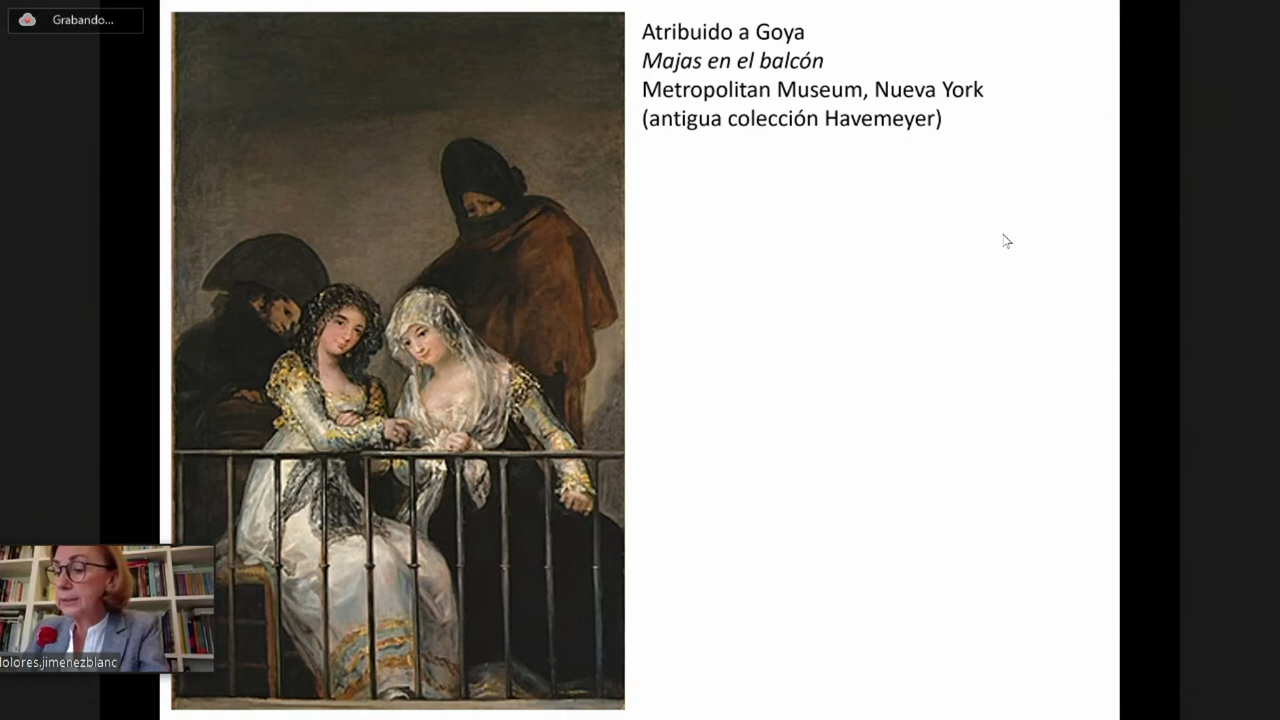 Grabando...
Atribuido a Goya
Majas en el balcón
Metropolitan Museum, Nueva York
(antigua colección Havemeyer)
dolores.jimenezblanc